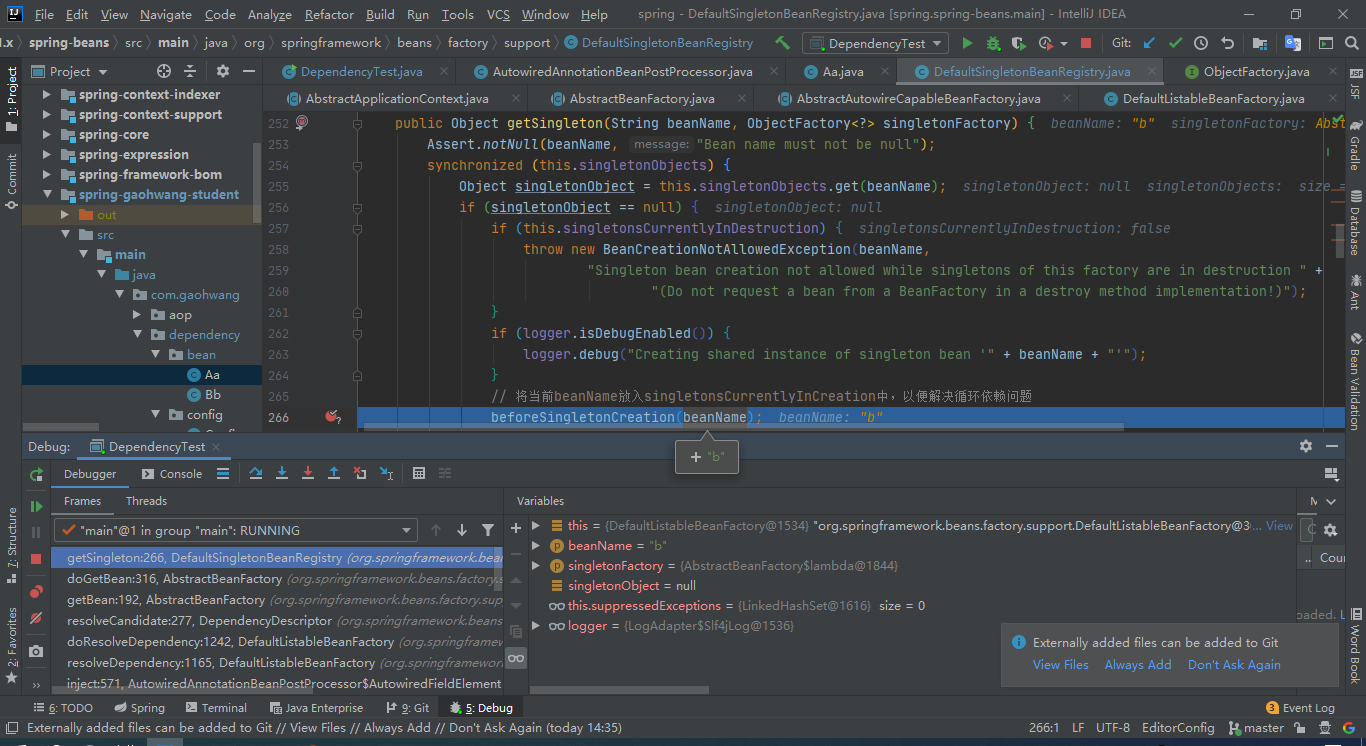 File Edit View Navigate Code Analyze Refactor Build Run Tools VCS Window Help spring - DefaultSingletonBeanRegistry.java [spring.spring-beans.main] - IntelliJ IDEA
l.x spring-beans src main java org springframework beans factory support DefaultSingletonBeanRegistry DependencyTest Git:
Project DependencyTest.java AutowiredAnnotationBeanPostProcessor.java Aa.java DefaultSingletonBeanRegistry.java ObjectFactory.java
AbstractApplicationContext.java AbstractBeanFactory.java AbstractAutowireCapableBeanFactory.java DefaultListableBeanFactory.java
1: Project
Commit
7: Structure
2: Favorites
spring-context-indexer
spring-context-support
spring-core
spring-expression
spring-framework-bom
spring-gaohwang-student
out
src
main
java
com.gaohwang
aop
dependency
bean
Aa
Bb
config
252 public Object getSingleton(String beanName, ObjectFactory<?> singletonFactory) { beanName: "b" singletonFactory: Abst
253 Assert.notNull(beanName, message: "Bean name must not be null");
254 synchronized (this.singletonObjects) {
255 Object singletonObject = this.singletonObjects.get(beanName); singletonObject: null singletonObjects: size =
256 if (singletonObject == null) { singletonObject: null
257 if (this.singletonsCurrentlyInDestruction) { singletonsCurrentlyInDestruction: false
258 throw new BeanCreationNotAllowedException(beanName,
259 "Singleton bean creation not allowed while singletons of this factory are in destruction " +
260 "(Do not request a bean from a BeanFactory in a destroy method implementation!)");
261 }
262 if (logger.isDebugEnabled()) {
263 logger.debug("Creating shared instance of singleton bean '" + beanName + "'");
264 }
265 // 将当前beanName放入singletonsCurrentlyInCreation中，以便解决循环依赖问题
266 beforeSingletonCreation(beanName); beanName: "b"
+ "b"
JSF
Gradle
Database
Ant
Bean Validation
Word Book
Debug: DependencyTest
Debugger Console
Frames Threads
"main"@1 in group "main": RUNNING
getSingleton:266, DefaultSingletonBeanRegistry (org.springframework.bean
doGetBean:316, AbstractBeanFactory (org.springframework.beans.factory.s
getBean:192, AbstractBeanFactory (org.springframework.beans.factory.sup
resolveCandidate:277, DependencyDescriptor (org.springframework.beans
doResolveDependency:1242, DefaultListableBeanFactory (org.springframew
resolveDependency:1165, DefaultListableBeanFactory (org.springframework
inject:571, AutowiredAnnotationBeanPostProcessor$AutowiredFieldElement
Variables
this = {DefaultListableBeanFactory@1534} "org.springframework.beans.factory.support.DefaultListableBeanFactory@3(... View
beanName = "b"
singletonFactory = {AbstractBeanFactory$lambda@1844}
singletonObject = null
this.suppressedExceptions = {LinkedHashSet@1616} size = 0
logger = {LogAdapter$Slf4jLog@1536}
.. Cour
oaded. L
Externally added files can be added to Git
View Files Always Add Don't Ask Again
6: TODO Spring Terminal Java Enterprise 9: Git 5: Debug 3 Event Log
Externally added files can be added to Git // View Files // Always Add // Don't Ask Again (today 14:35) 266:1 LF UTF-8 EditorConfig master